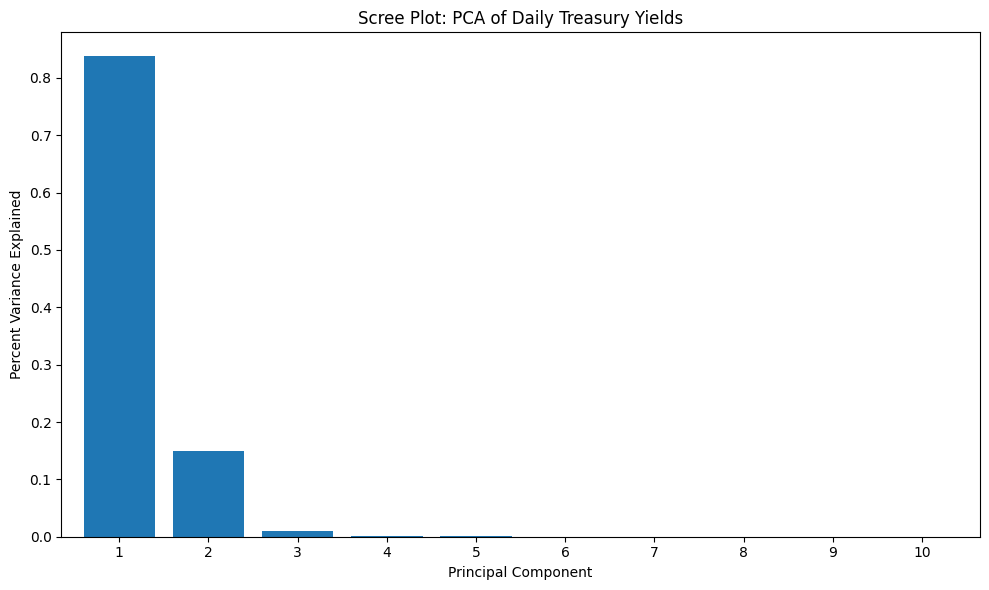 Scree Plot: PCA of Daily Treasury Yields
Percent Variance Explained
0.8
0.7
0.6
0.5
0.4
0.3
0.2
0.1
0.0
1 2 3 4 5 6 7 8 9 10
Principal Component